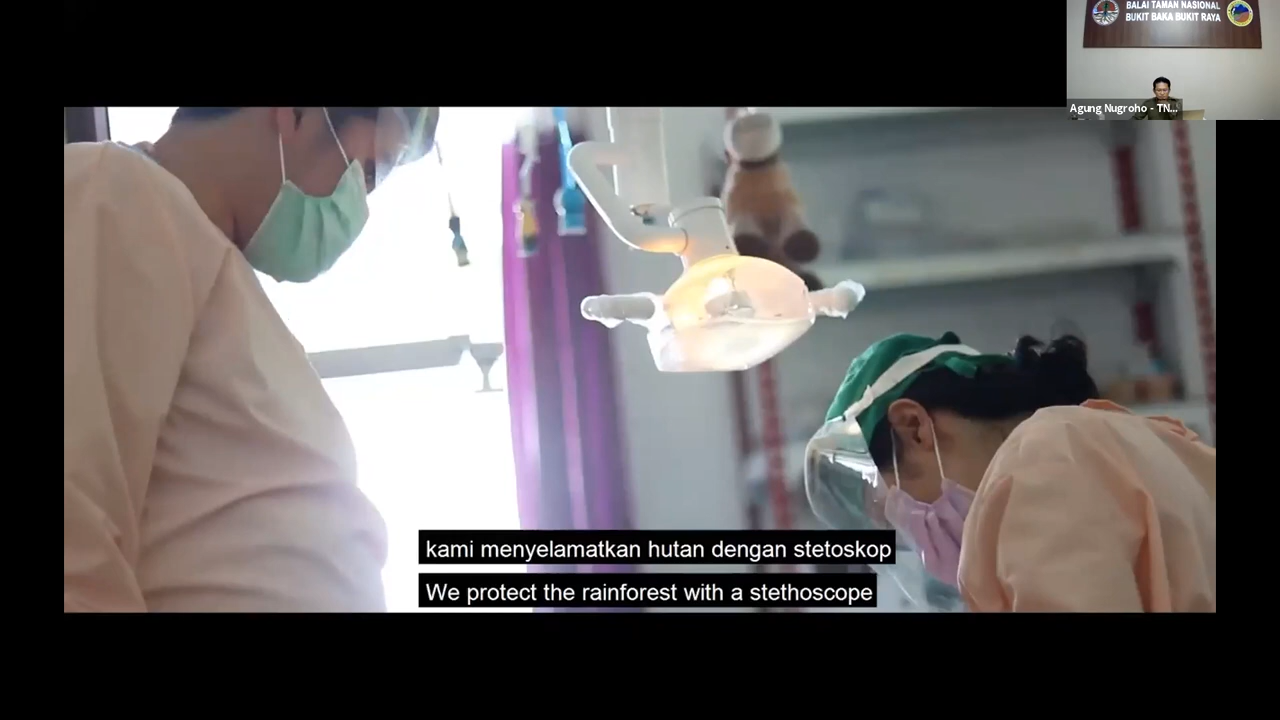 BALAI TAMAN NASIONAL
BUKIT BAKA BUKIT RAYA
Agung Nugroho - TN...
kami menyelamatkan hutan dengan stetoskop
We protect the rainforest with a stethoscope